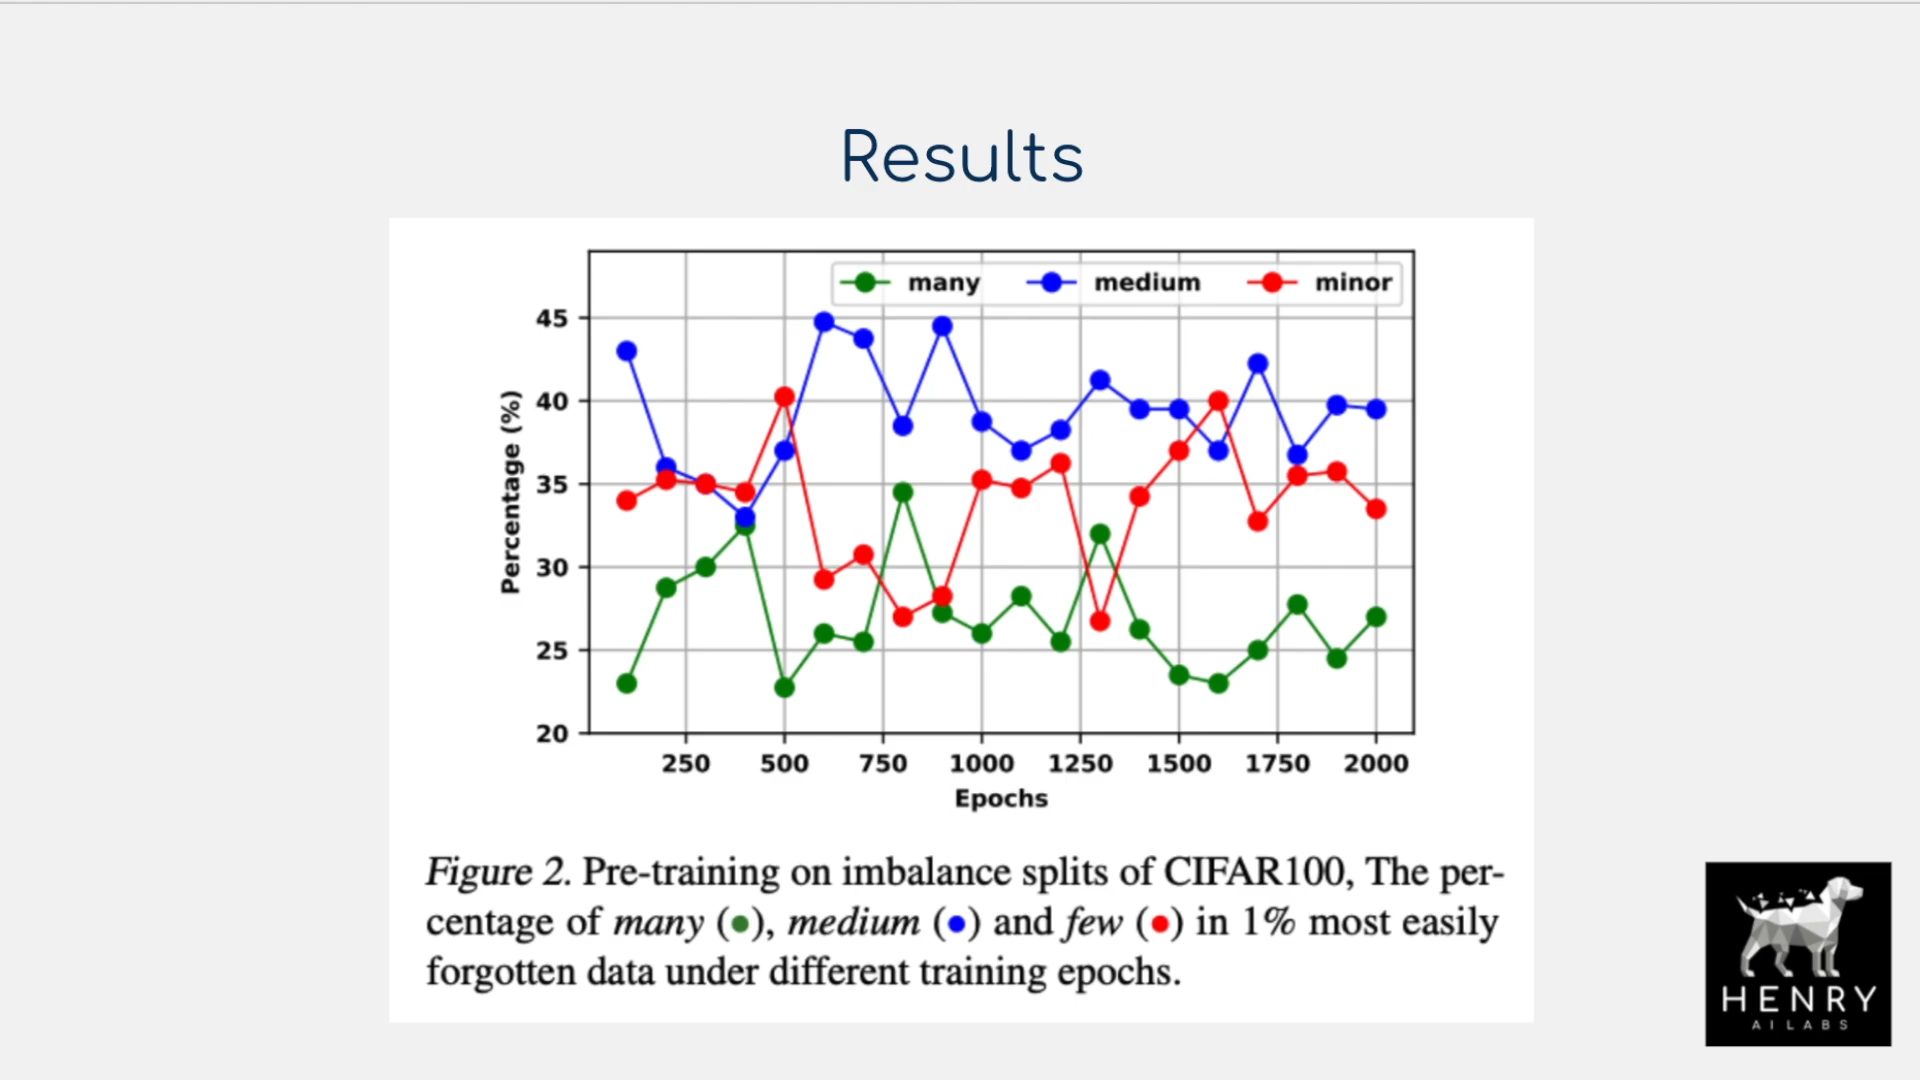 Results
many medium minor
45
40
35
30
25
20
Percentage (%)
250 500 750 1000 1250 1500 1750 2000
Epochs
Figure 2. Pre-training on imbalance splits of CIFAR100, The per-
centage of many (●), medium (●) and few (●) in 1% most easily
forgotten data under different training epochs.
HENRY
AI LABS